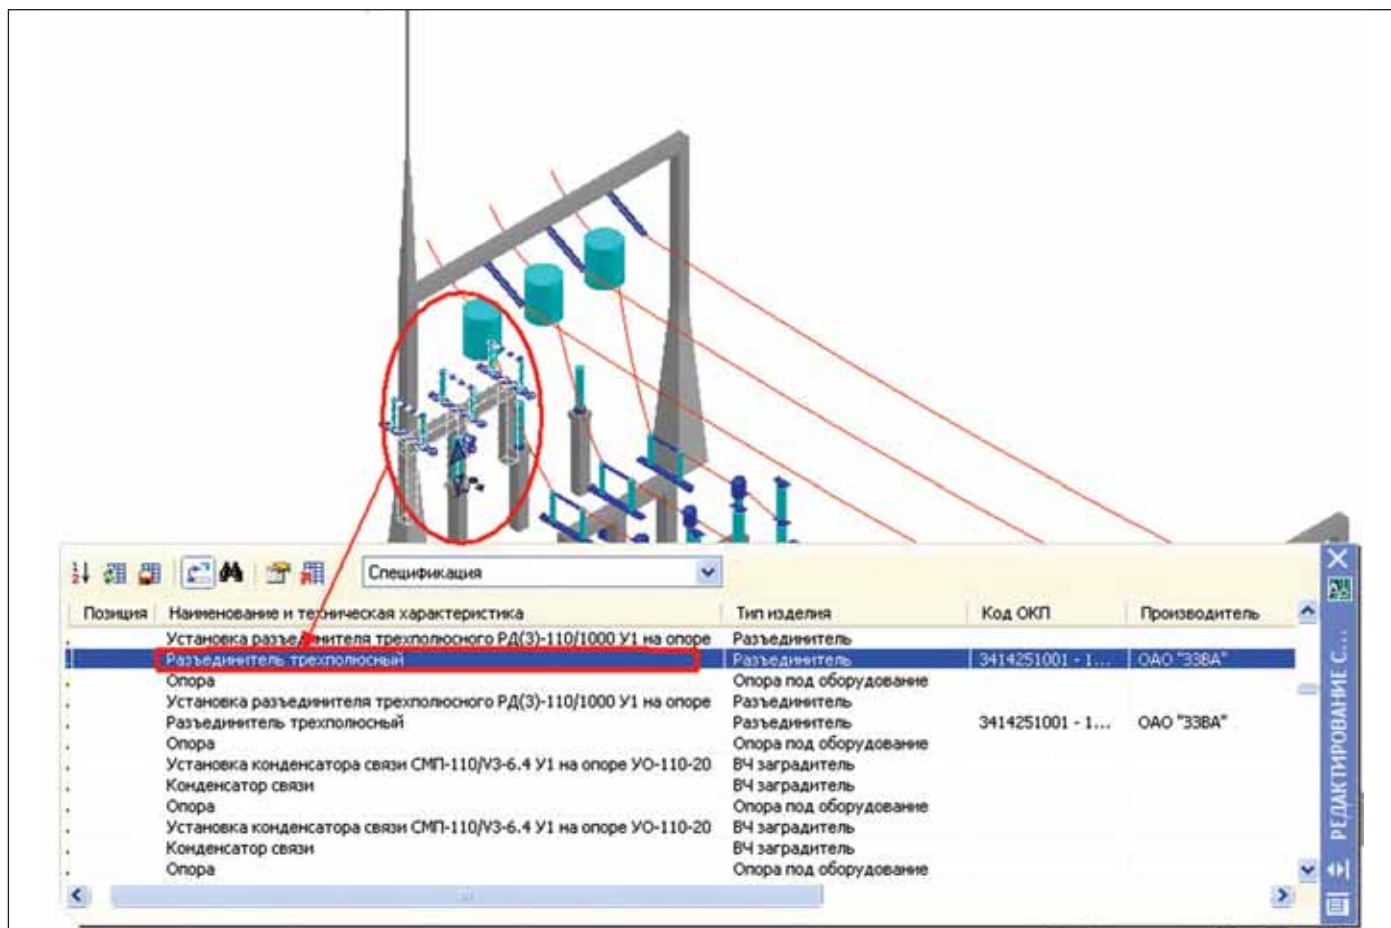 Спецификация
Позиция Наименование и техническая характеристика Тип изделия Код ОКП Производитель
Установка разъединителя трехполюсного РД(З)-110/1000 У1 на опоре Разъединитель
Разъединитель трехполюсный Разъединитель 3414251001 - 1... ОАО "ЗЗВА"
Опора Опора под оборудование
Установка разъединителя трехполюсного РД(З)-110/1000 У1 на опоре Разъединитель
Разъединитель трехполюсный Разъединитель 3414251001 - 1... ОАО "ЗЗВА"
Опора Опора под оборудование
Установка конденсатора связи СМП-110/√3-6.4 У1 на опоре УО-110-20 ВЧ заградитель
Конденсатор связи ВЧ заградитель
Опора Опора под оборудование
Установка конденсатора связи СМП-110/√3-6.4 У1 на опоре УО-110-20 ВЧ заградитель
Конденсатор связи ВЧ заградитель
Опора Опора под оборудование
РЕДАКТИРОВАНИЕ С...